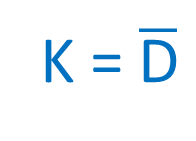 K = D̅